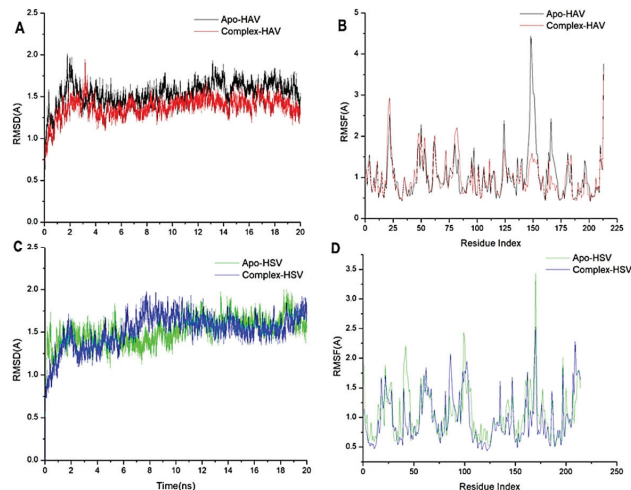 A
Apo-HAV
Complex-HAV
RMSD(A)
2.5
2.0
1.5
1.0
0.5
0.0
0 2 4 6 8 10 12 14 16 18 20
B
Apo-HAV
Complex-HAV
RMSF(A)
5
4
3
2
1
0
0 25 50 75 100 125 150 175 200 225
Residue Index
C
Apo-HSV
Complex-HSV
RMSD(A)
2.5
2.0
1.5
1.0
0.5
0.0
0 2 4 6 8 10 12 14 16 18 20
Time(ns)
D
Apo-HSV
Complex-HSV
RMSF(A)
3.5
3.0
2.5
2.0
1.5
1.0
0.5
0 50 100 150 200 250
Residue Index